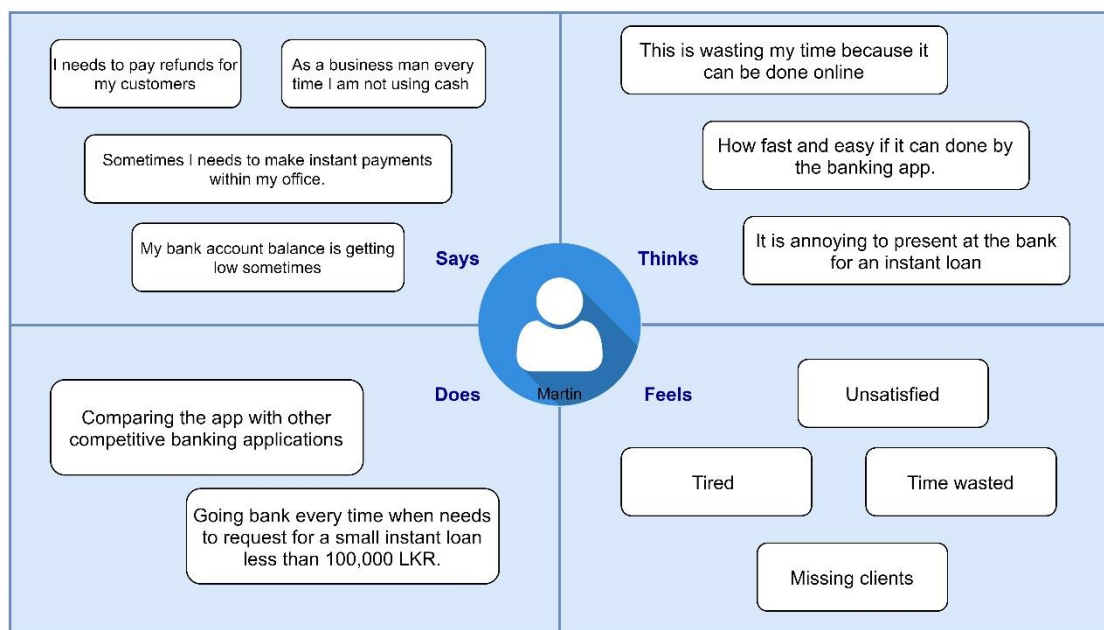 I needs to pay refunds for
my customers
As a business man every
time I am not using cash
Sometimes I needs to make instant payments
within my office.
My bank account balance is getting
low sometimes
Says
This is wasting my time because it
can be done online
How fast and easy if it can done by
the banking app.
It is annoying to present at the bank
for an instant loan
Thinks
Martin
Does
Comparing the app with other
competitive banking applications
Going bank every time when needs
to request for a small instant loan
less than 100,000 LKR.
Feels
Unsatisfied
Tired
Time wasted
Missing clients